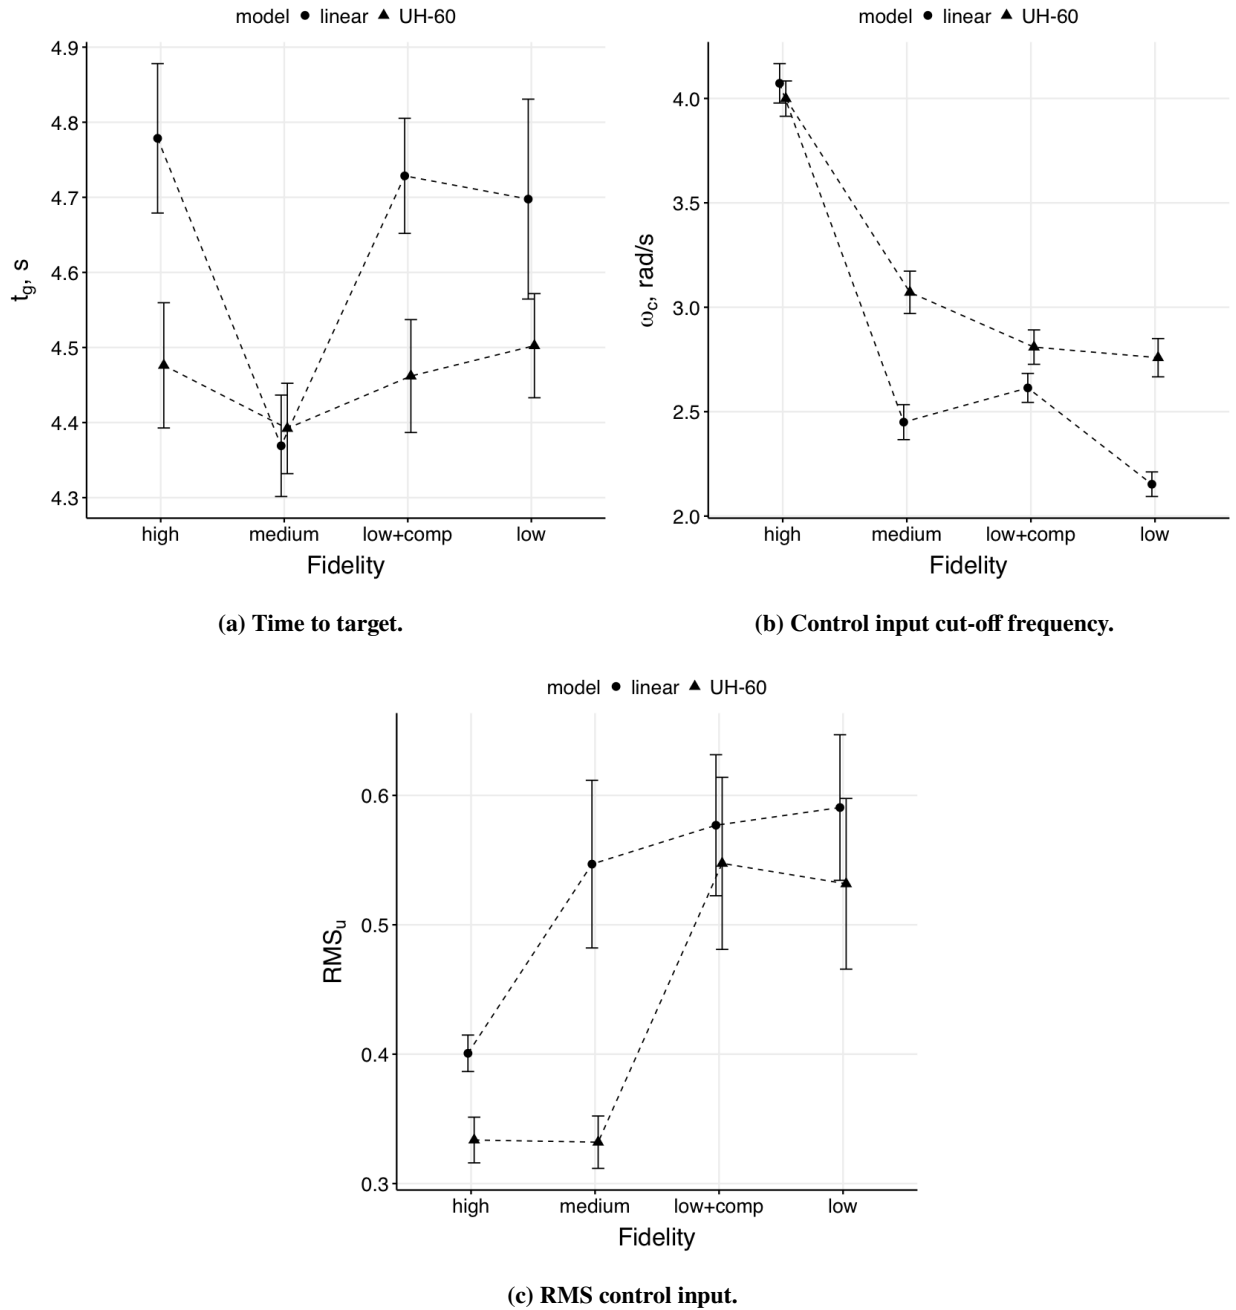 model ● linear ▲ UH-60
4.9
4.8
4.7
4.6
4.5
4.4
4.3
tg, s
high medium low+comp low
Fidelity
(a) Time to target.
model ● linear ▲ UH-60
4.0
3.5
3.0
2.5
2.0
ωc, rad/s
high medium low+comp low
Fidelity
(b) Control input cut-off frequency.
model ● linear ▲ UH-60
0.6
0.5
0.4
0.3
RMSu
high medium low+comp low
Fidelity
(c) RMS control input.